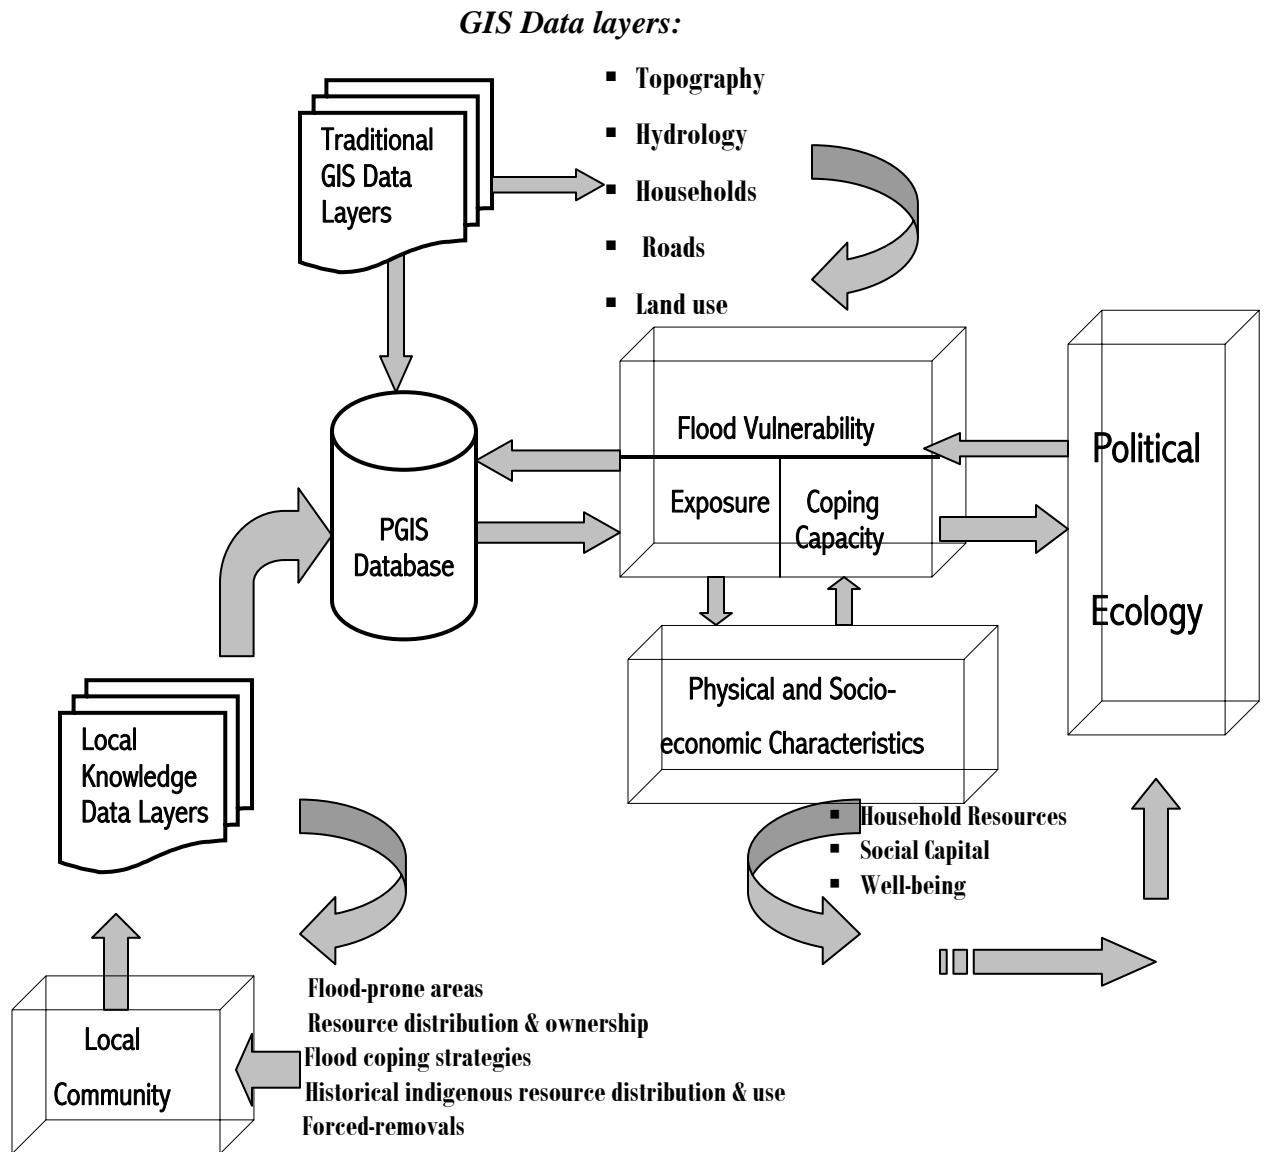 GIS Data layers:
Topography
Hydrology
Households
Roads
Land use
Traditional
GIS Data
Layers
Flood Vulnerability
Exposure
Coping
Capacity
Political
Ecology
PGIS
Database
Physical and Socio-
economic Characteristics
Household Resources
Social Capital
Well-being
Local
Knowledge
Data Layers
Flood-prone areas
Resource distribution & ownership
Flood coping strategies
Historical indigenous resource distribution & use
Forced-removals
Local
Community